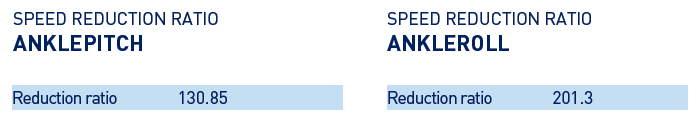 SPEED REDUCTION RATIO
ANKLEPITCH
Reduction ratio 130.85
SPEED REDUCTION RATIO
ANKLEROLL
Reduction ratio 201.3